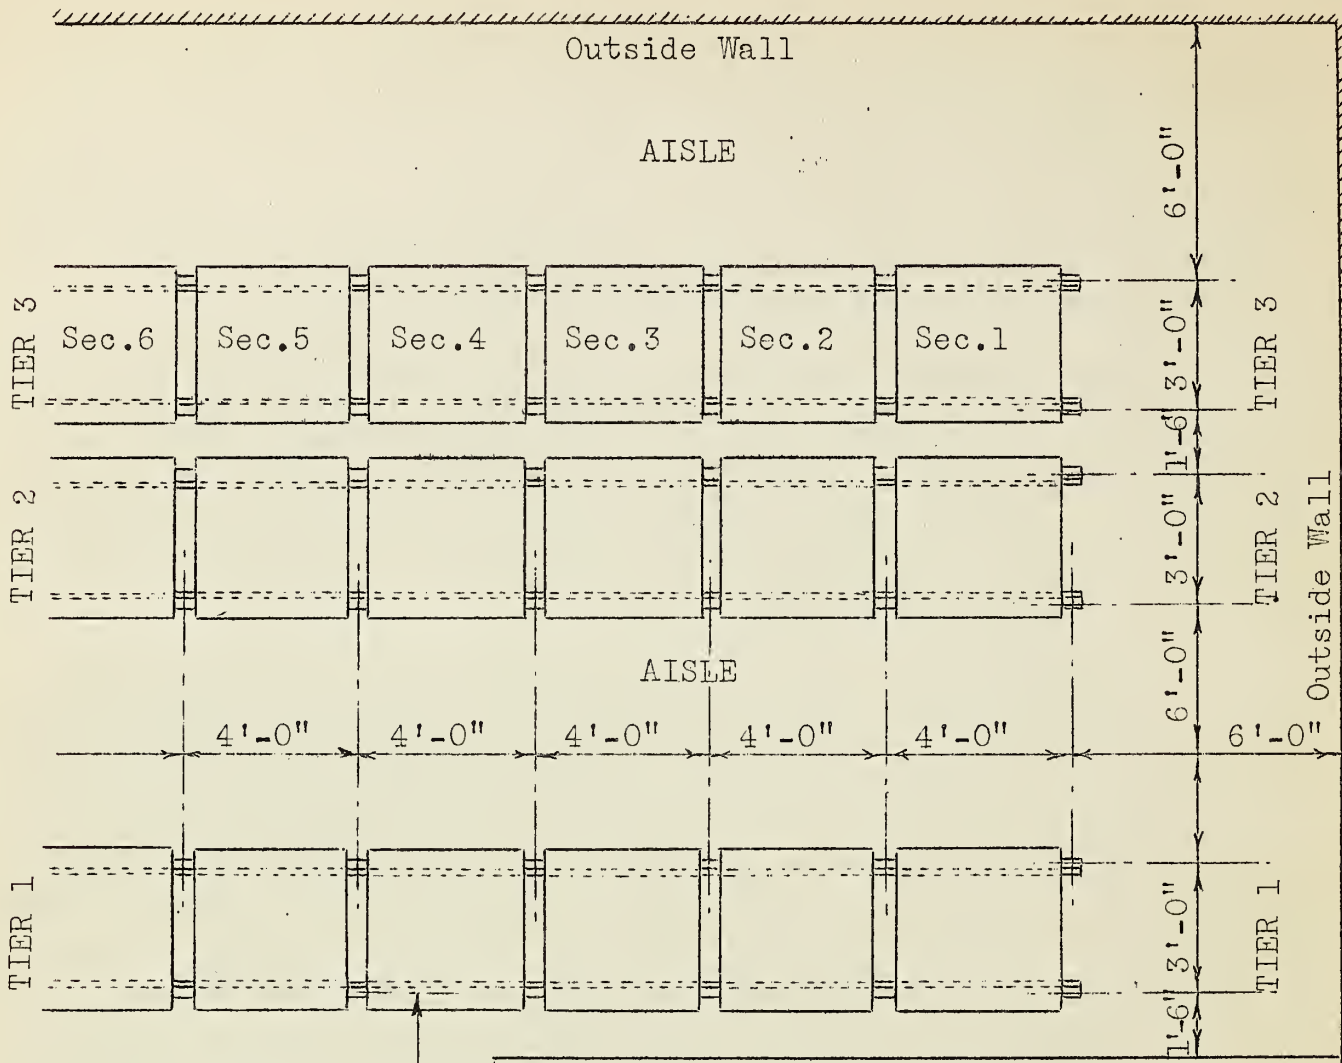 Outside Wall
AISLE
6'-0"
TIER 3
Sec.6
Sec.5
Sec.4
Sec.3
Sec.2
Sec.1
3'-0"
TIER 3
1'-6"
TIER 2
3'-0"
TIER 2
Outside Wall
AISLE
6'-0"
4'-0"
4'-0"
4'-0"
4'-0"
4'-0"
6'-0"
TIER 1
3'-0"
TIER 1
1'-6"